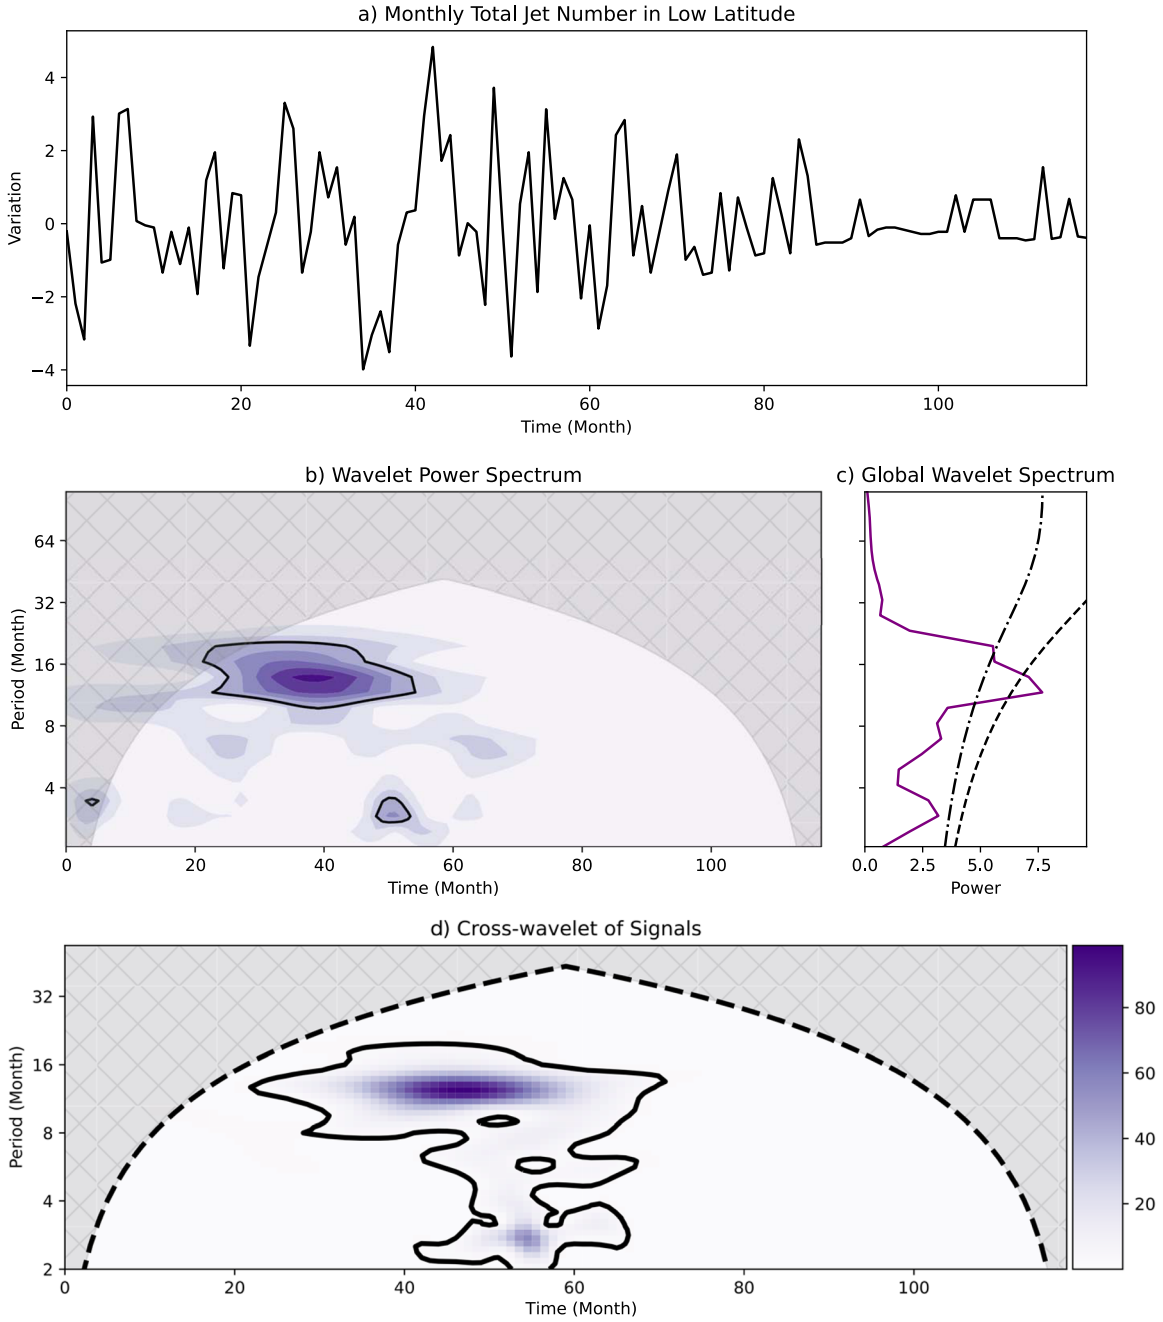 a) Monthly Total Jet Number in Low Latitude
4
2
0
−2
−4
Variation
0 20 40 60 80 100
Time (Month)
b) Wavelet Power Spectrum
64
32
16
8
4
Period (Month)
0 20 40 60 80 100
Time (Month)
c) Global Wavelet Spectrum
0.0 2.5 5.0 7.5
Power
d) Cross-wavelet of Signals
32
16
8
4
2
Period (Month)
0 20 40 60 80 100
Time (Month)
80
60
40
20